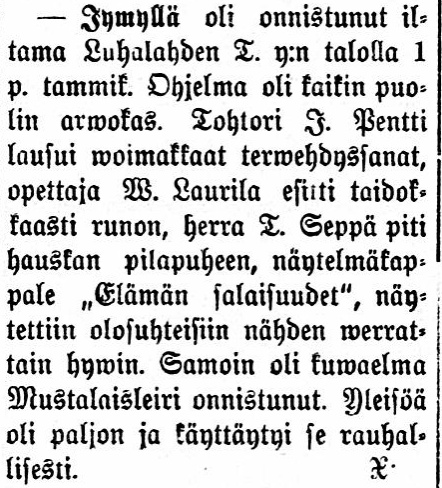 — Jymyllä oli onnistunut il-
tama Luhalahden T. y:n talolla 1
p. tammik. Ohjelma oli kaikin puo-
lin arwokas. Tohtori J. Pentti
lausui woimakkaat terwehdyssanat,
opettaja W. Laurila esitti taidok-
kaasti runon, herra T. Seppä piti
hauskan pilapuheen, näytelmäkap-
pale „Elämän salaisuudet“, näy-
tettiin olosuhteisiin nähden werrat-
tain hywin. Samoin oli kuwaelma
Mustalaisleiri onnistunut. Yleisöä
oli paljon ja käyttäytyi se rauhal-
lisesti. X·